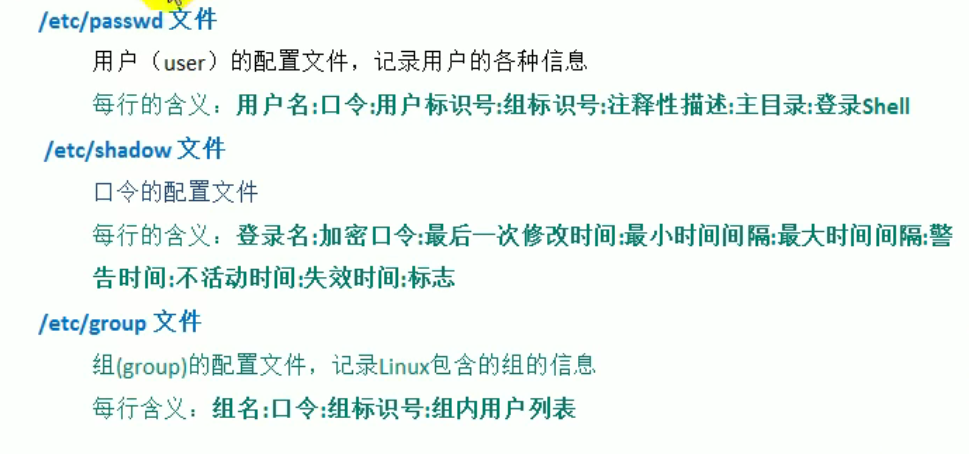 /etc/passwd 文件
用户（user）的配置文件，记录用户的各种信息
每行的含义：用户名:口令:用户标识号:组标识号:注释性描述:主目录:登录Shell
/etc/shadow 文件
口令的配置文件
每行的含义：登录名:加密口令:最后一次修改时间:最小时间间隔:最大时间间隔:警
告时间:不活动时间:失效时间:标志
/etc/group 文件
组(group)的配置文件，记录Linux包含的组的信息
每行含义：组名:口令:组标识号:组内用户列表